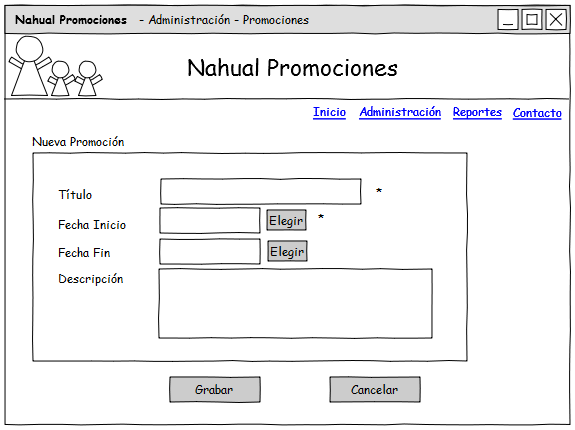 Nahual Promociones - Administración - Promociones
Nahual Promociones
Inicio Administración Reportes Contacto
Nueva Promoción
Título *
Fecha Inicio Elegir *
Fecha Fin Elegir
Descripción
Grabar Cancelar